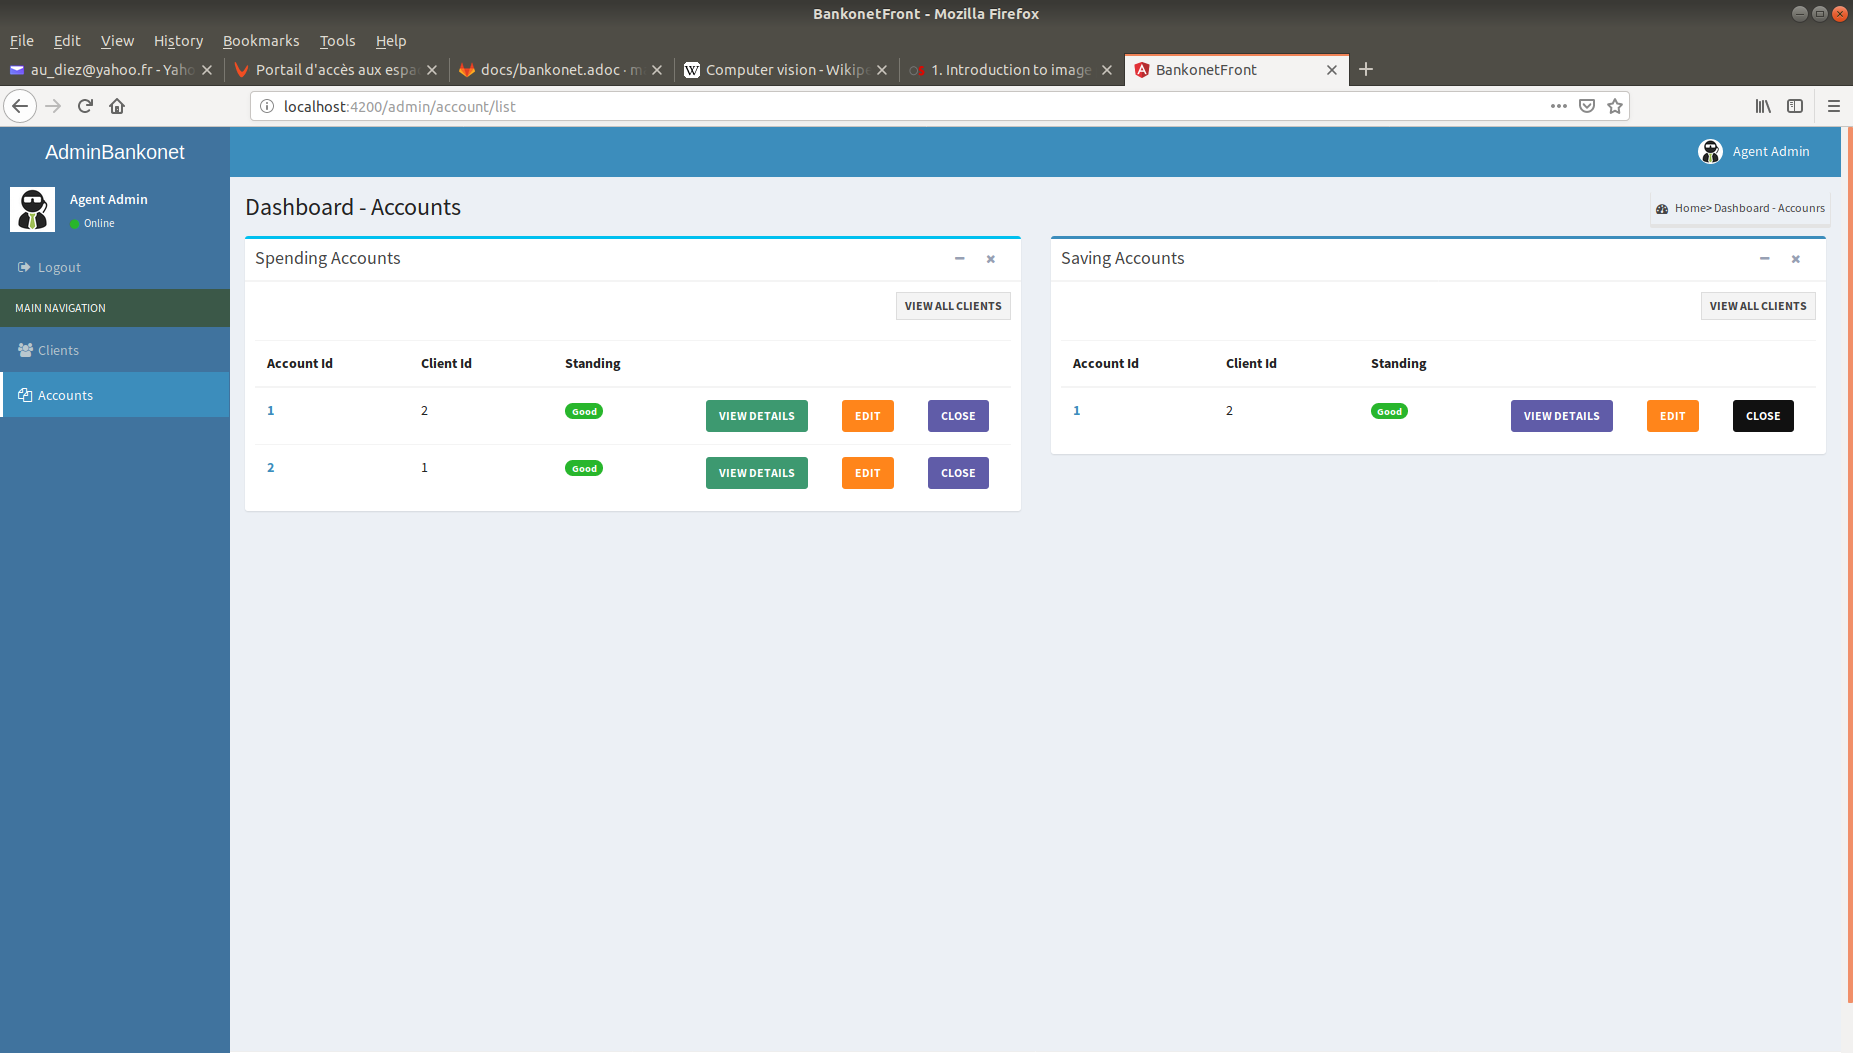 BankonetFront - Mozilla Firefox
File Edit View History Bookmarks Tools Help
au_diez@yahoo.fr - Yaho
Portail d'accès aux espa
docs/bankonet.adoc · m
Computer vision - Wikipe
1. Introduction to image
BankonetFront
localhost:4200/admin/account/list
AdminBankonet
Agent Admin
Agent Admin
Online
Logout
MAIN NAVIGATION
Clients
Accounts
Dashboard - Accounts
Home> Dashboard - Accounrs
Spending Accounts
VIEW ALL CLIENTS
Account Id Client Id Standing
1 2 Good VIEW DETAILS EDIT CLOSE
2 1 Good VIEW DETAILS EDIT CLOSE
Saving Accounts
VIEW ALL CLIENTS
Account Id Client Id Standing
1 2 Good VIEW DETAILS EDIT CLOSE